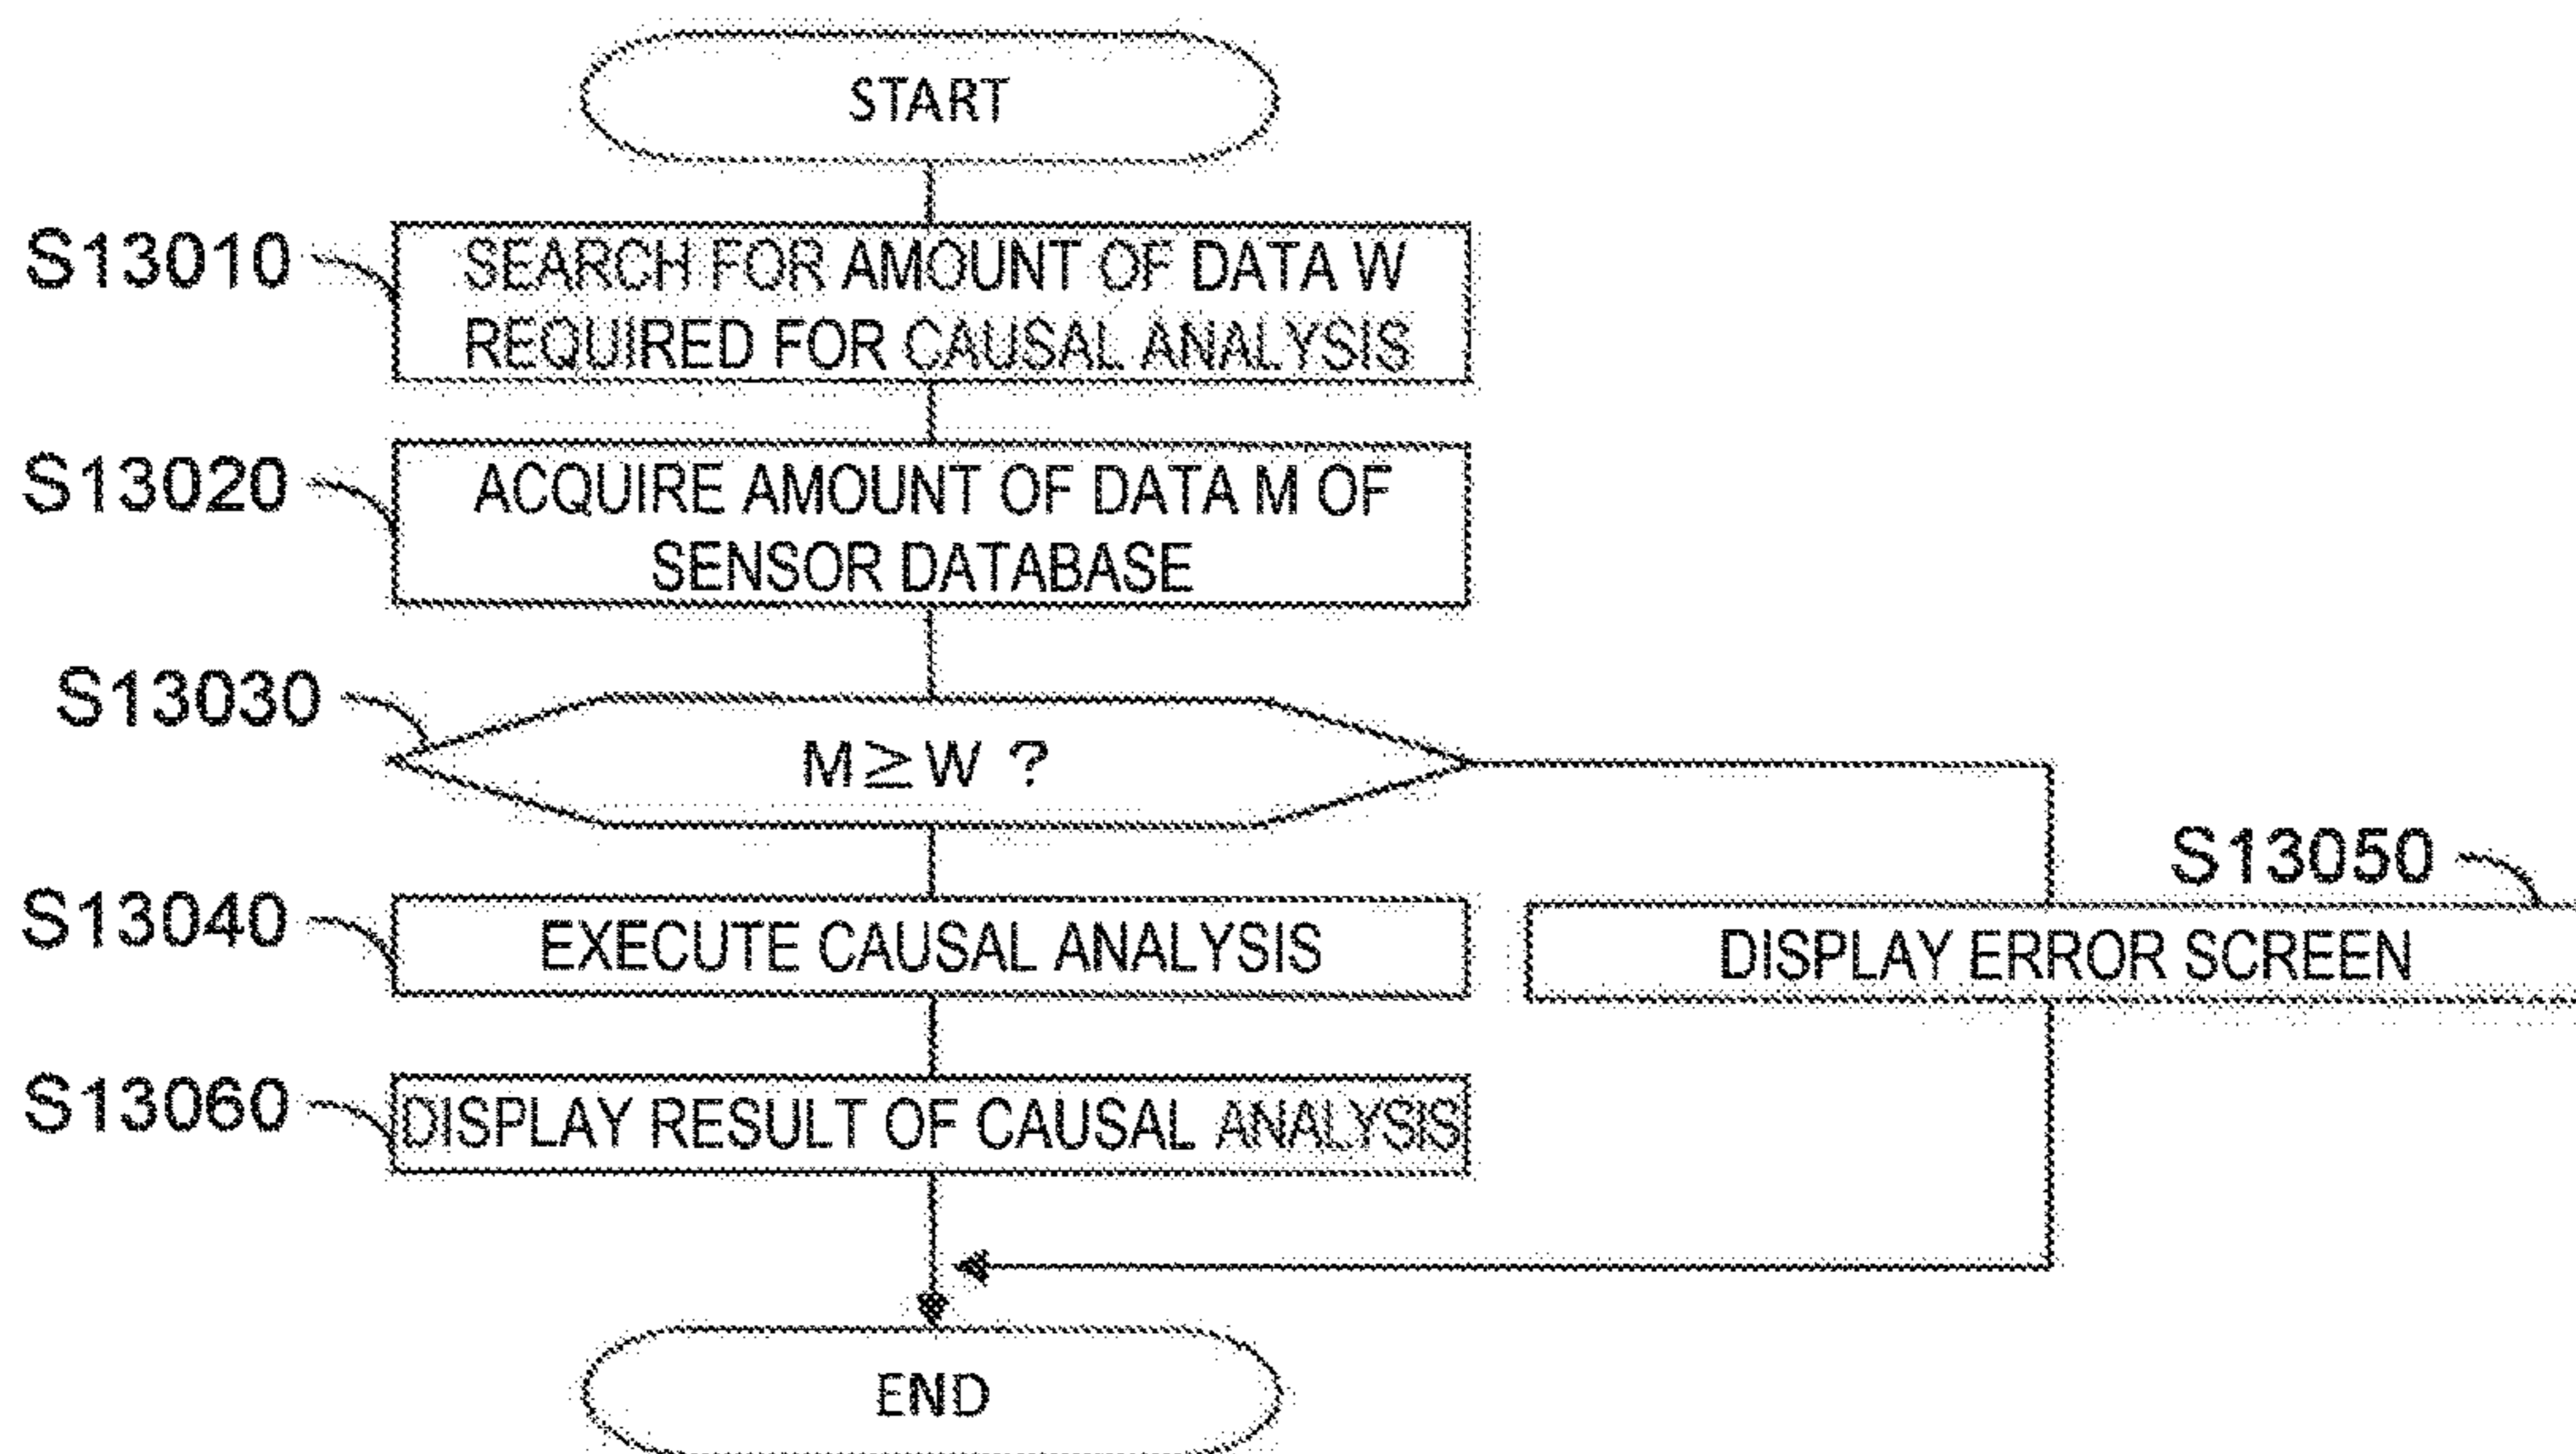 START
S13010
SEARCH FOR AMOUNT OF DATA W
REQUIRED FOR CAUSAL ANALYSIS
S13020
ACQUIRE AMOUNT OF DATA M OF
SENSOR DATABASE
S13030
M≧W ?
S13040
EXECUTE CAUSAL ANALYSIS
S13050
DISPLAY ERROR SCREEN
S13060
DISPLAY RESULT OF CAUSAL ANALYSIS
END